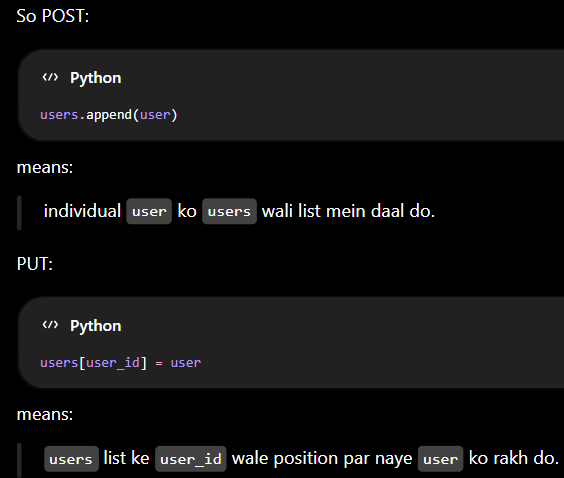 So POST:
Python
users.append(user)
means:
individual user ko users wali list mein daal do.
PUT:
Python
users[user_id] = user
means:
users list ke user_id wale position par naye user ko rakh do.